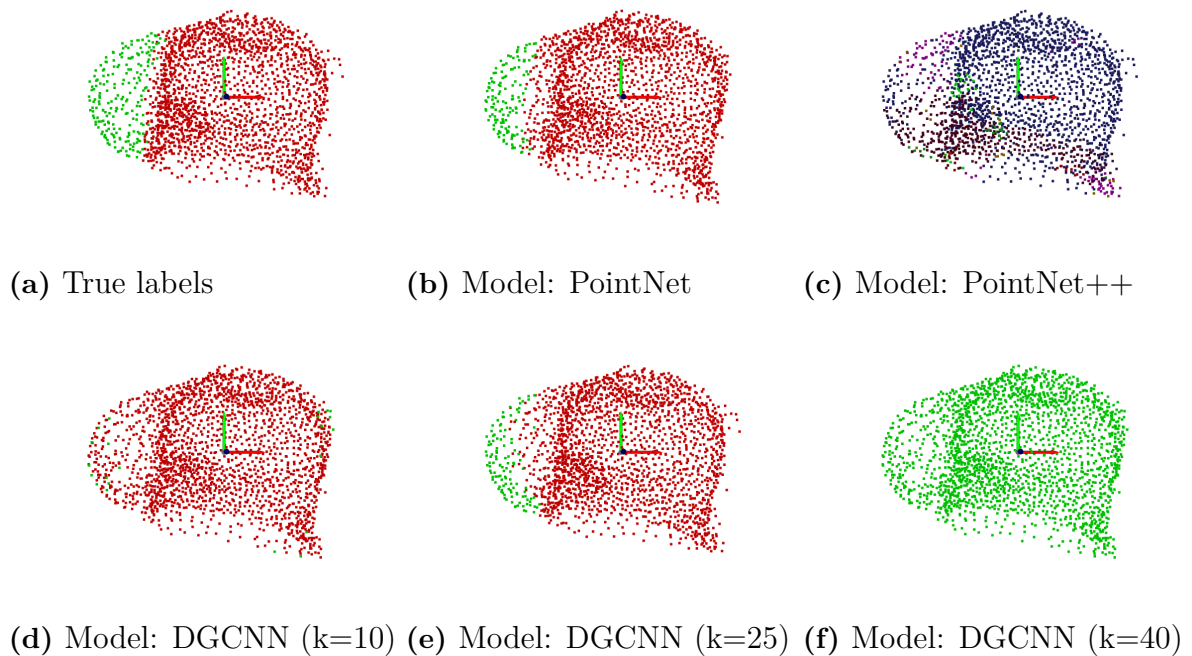 (a) True labels
(b) Model: PointNet
(c) Model: PointNet++
(d) Model: DGCNN (k=10)
(e) Model: DGCNN (k=25)
(f) Model: DGCNN (k=40)